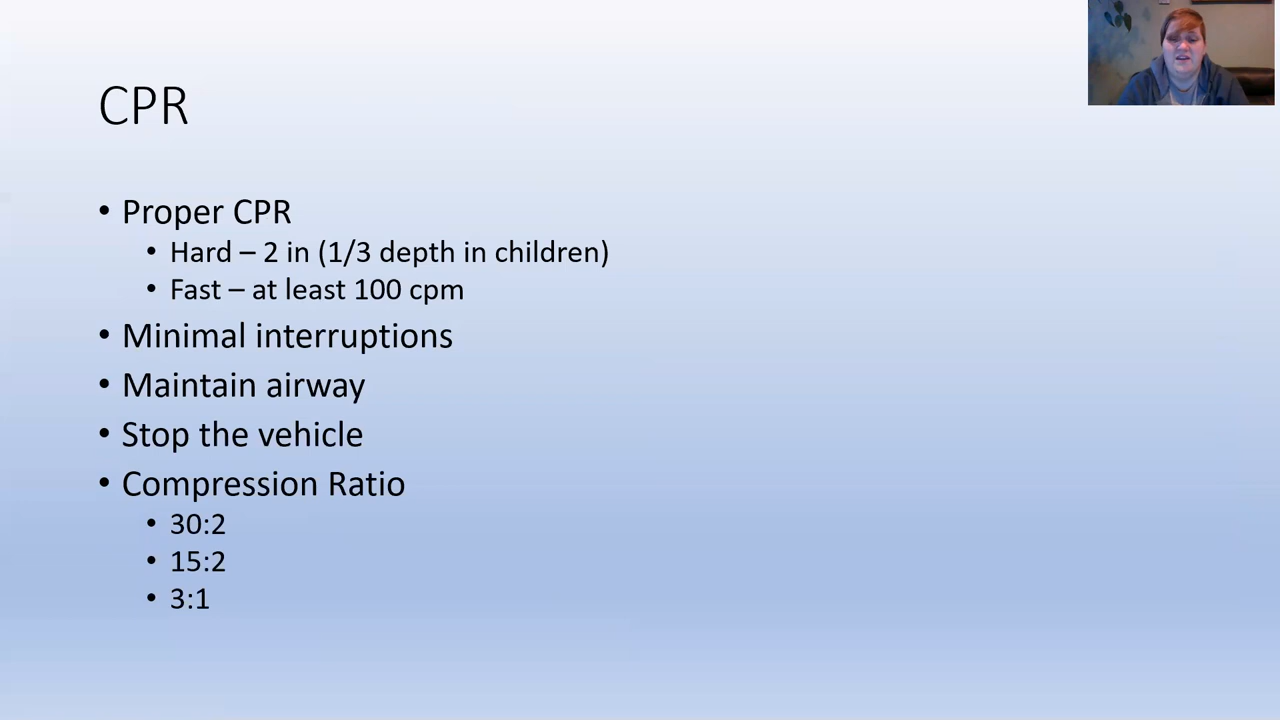 CPR
• Proper CPR
• Hard – 2 in (1/3 depth in children)
• Fast – at least 100 cpm
• Minimal interruptions
• Maintain airway
• Stop the vehicle
• Compression Ratio
• 30:2
• 15:2
• 3:1